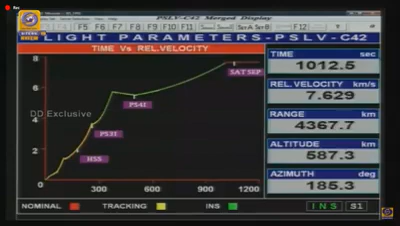 PSLV-C42 Merged Display
F5 F6 F7 F8 F9 F11 F12
LIGHT PARAMETERS-PSLV-C42
TIME Vs REL.VELOCITY
TIME sec
1012.5
REL.VELOCITY km/s
7.629
RANGE km
4367.7
ALTITUDE km
587.3
AZIMUTH deg
185.3
8
6
4
2
0
300 600 900 1200
SAT SEP
PS4I
PS3I
HSS
DD Exclusive
NOMINAL TRACKING INS
INS S1